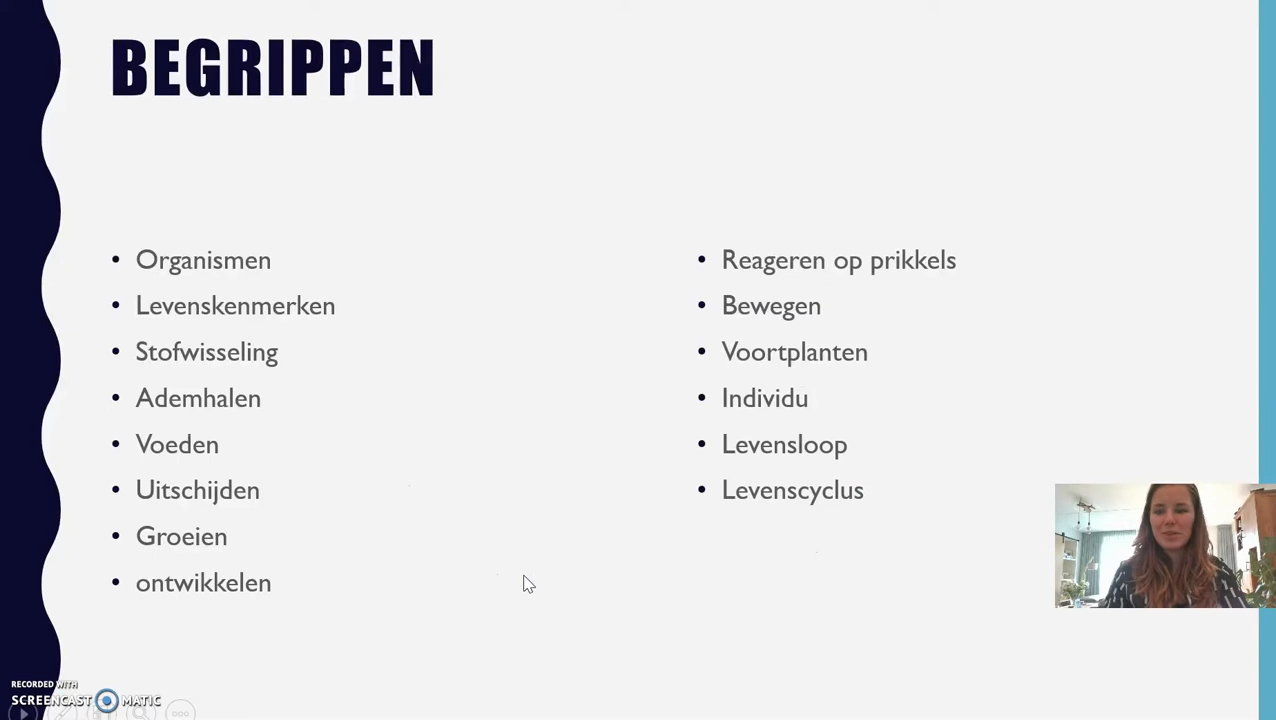 BEGRIPPEN
Organismen
Levenskenmerken
Stofwisseling
Ademhalen
Voeden
Uitschijden
Groeien
ontwikkelen
Reageren op prikkels
Bewegen
Voortplanten
Individu
Levensloop
Levenscyclus
RECORDED WITH
SCREENCAST MATIC